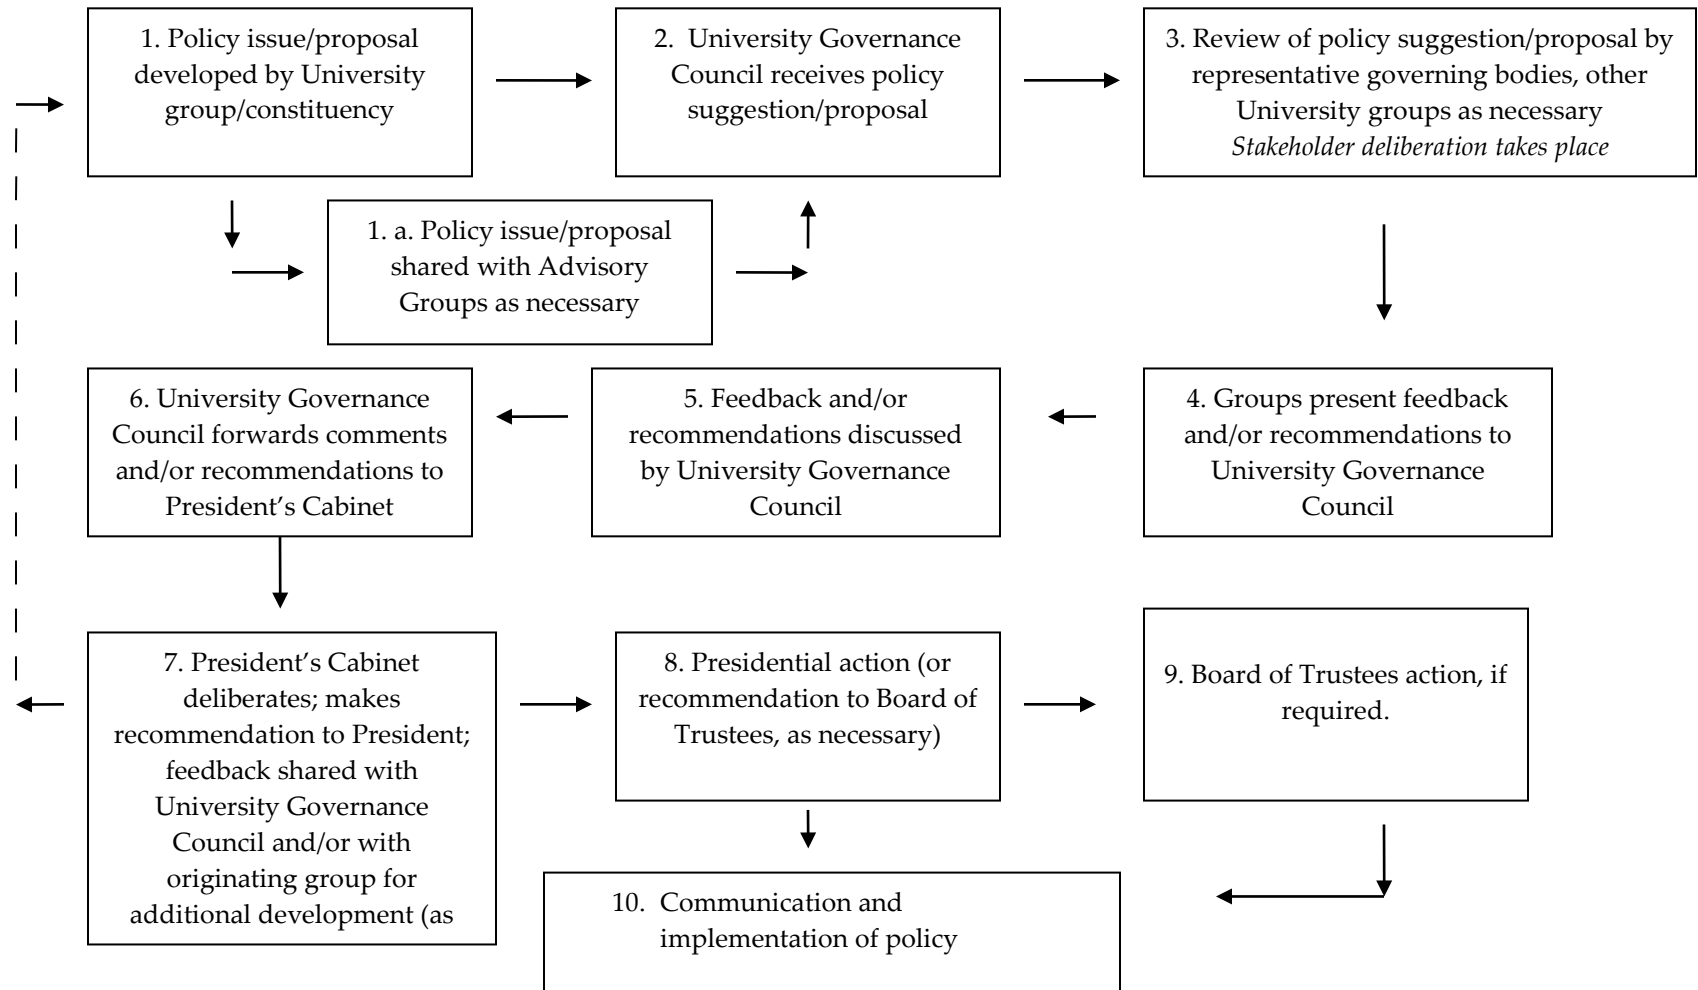 1. Policy issue/proposal
developed by University
group/constituency
2. University Governance
Council receives policy
suggestion/proposal
3. Review of policy suggestion/proposal by
representative governing bodies, other
University groups as necessary
Stakeholder deliberation takes place
1. a. Policy issue/proposal
shared with Advisory
Groups as necessary
6. University Governance
Council forwards comments
and/or recommendations to
President’s Cabinet
5. Feedback and/or
recommendations discussed
by University Governance
Council
4. Groups present feedback
and/or recommendations to
University Governance
Council
7. President’s Cabinet
deliberates; makes
recommendation to President;
feedback shared with
University Governance
Council and/or with
originating group for
additional development (as
8. Presidential action (or
recommendation to Board of
Trustees, as necessary)
9. Board of Trustees action, if
required.
10. Communication and
implementation of policy